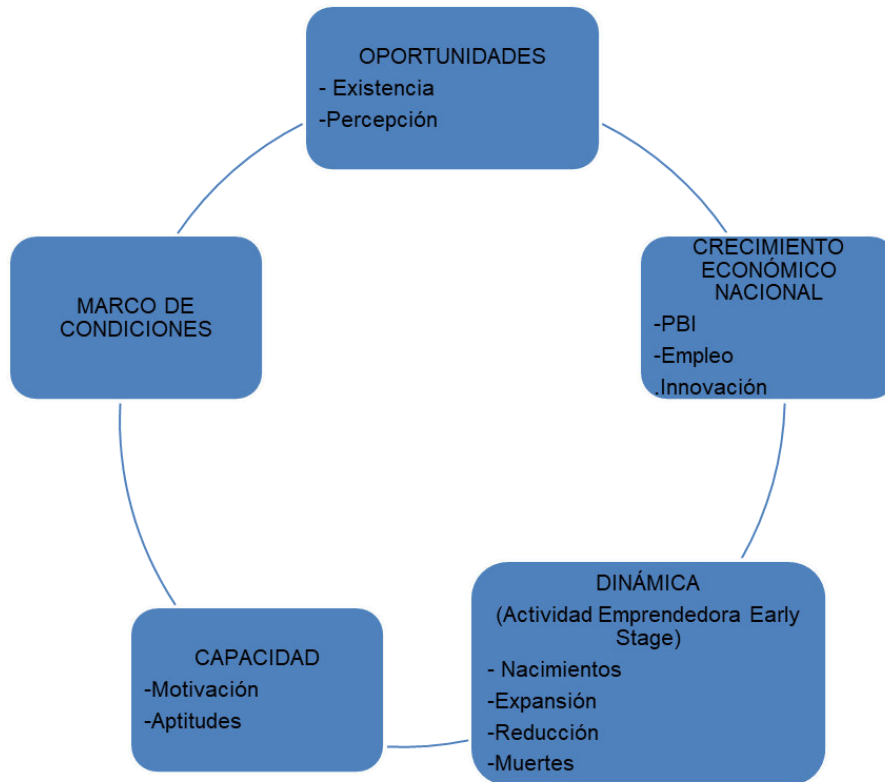 OPORTUNIDADES
- Existencia
-Percepción
CRECIMIENTO
ECONÓMICO
NACIONAL
-PBI
-Empleo
.Innovación
DINÁMICA
(Actividad Emprendedora Early
Stage)
- Nacimientos
-Expansión
-Reducción
-Muertes
CAPACIDAD
-Motivación
-Aptitudes
MARCO DE
CONDICIONES